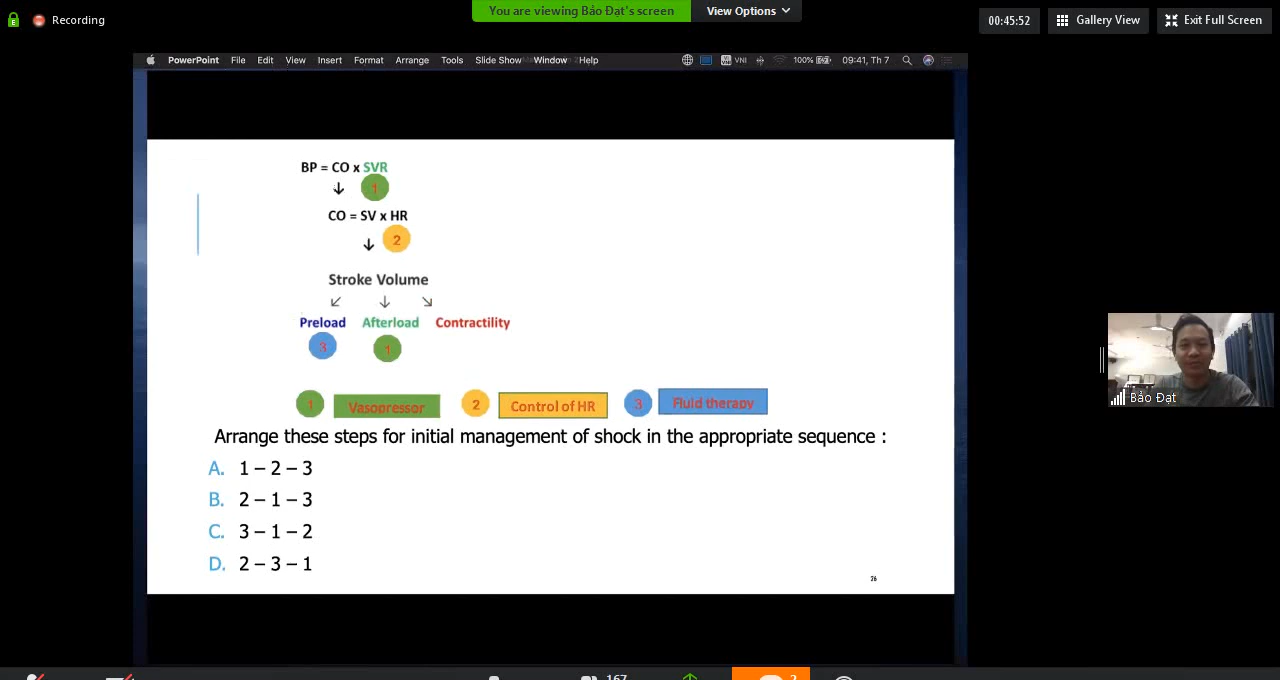 Recording
You are viewing Bảo Đạt's screen
View Options
00:45:52
Gallery View
Exit Full Screen
PowerPoint File Edit View Insert Format Arrange Tools Slide Show Window Help
VNI 100% 09:41, Th 7
BP = CO x SVR
1
CO = SV x HR
2
Stroke Volume
Preload Afterload Contractility
3 1
1 Vasopressor 2 Control of HR 3 Fluid therapy
Arrange these steps for initial management of shock in the appropriate sequence :
A. 1 – 2 – 3
B. 2 – 1 – 3
C. 3 – 1 – 2
D. 2 – 3 – 1
26
Bảo Đạt
167
2